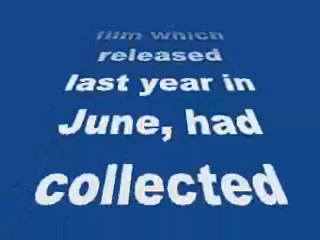 film which
released
last year in
June, had
collected